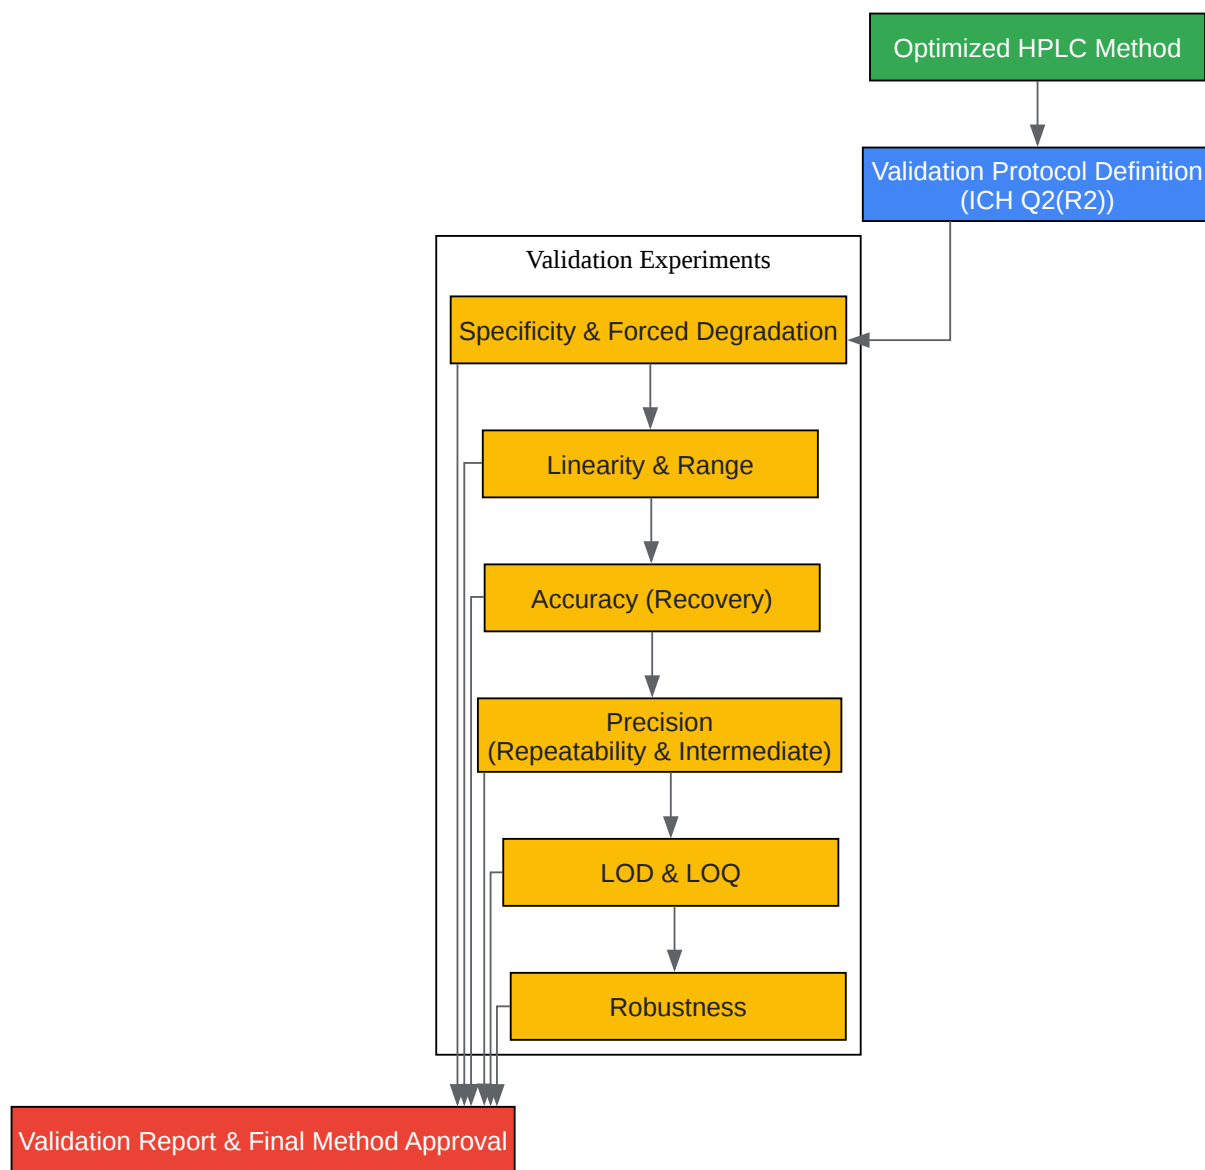 Optimized HPLC Method
Validation Protocol Definition
(ICH Q2(R2))
Validation Experiments
Specificity & Forced Degradation
Linearity & Range
Accuracy (Recovery)
Precision
(Repeatability & Intermediate)
LOD & LOQ
Robustness
Validation Report & Final Method Approval